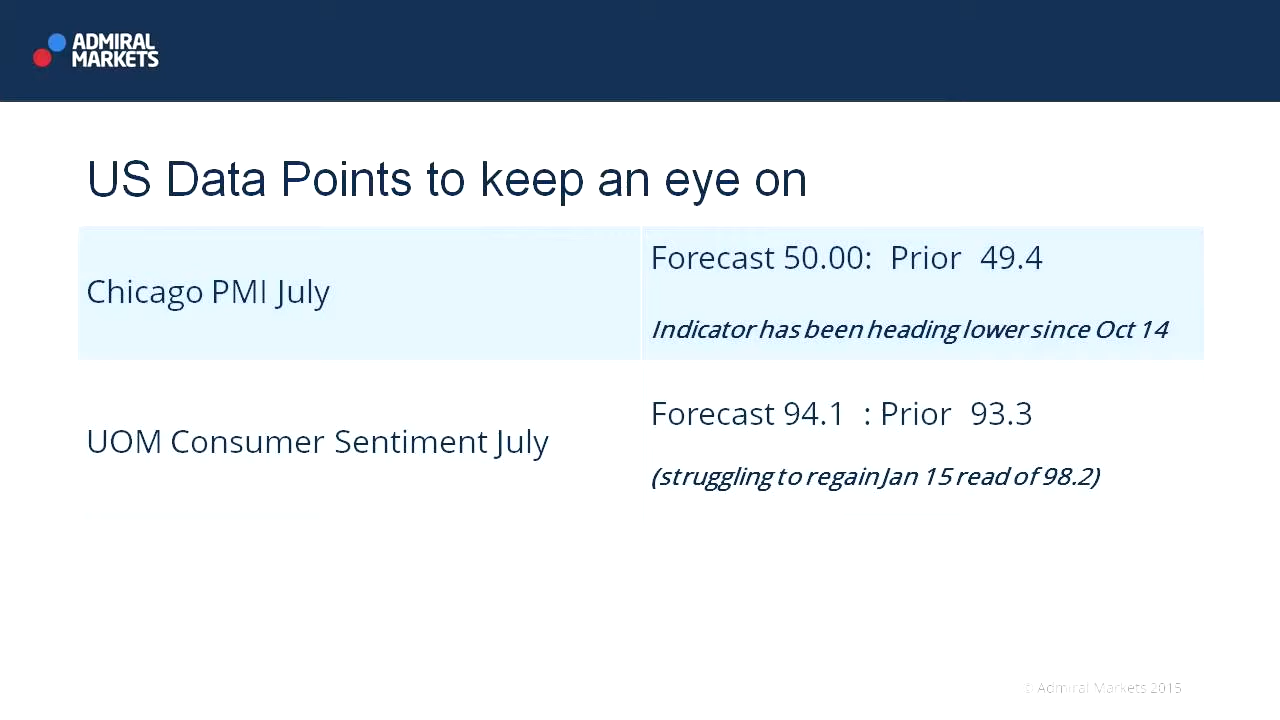 ADMIRAL
MARKETS
US Data Points to keep an eye on
Chicago PMI July
Forecast 50.00: Prior 49.4
Indicator has been heading lower since Oct 14
UOM Consumer Sentiment July
Forecast 94.1 : Prior 93.3
(struggling to regain Jan 15 read of 98.2)
© Admiral Markets 2015